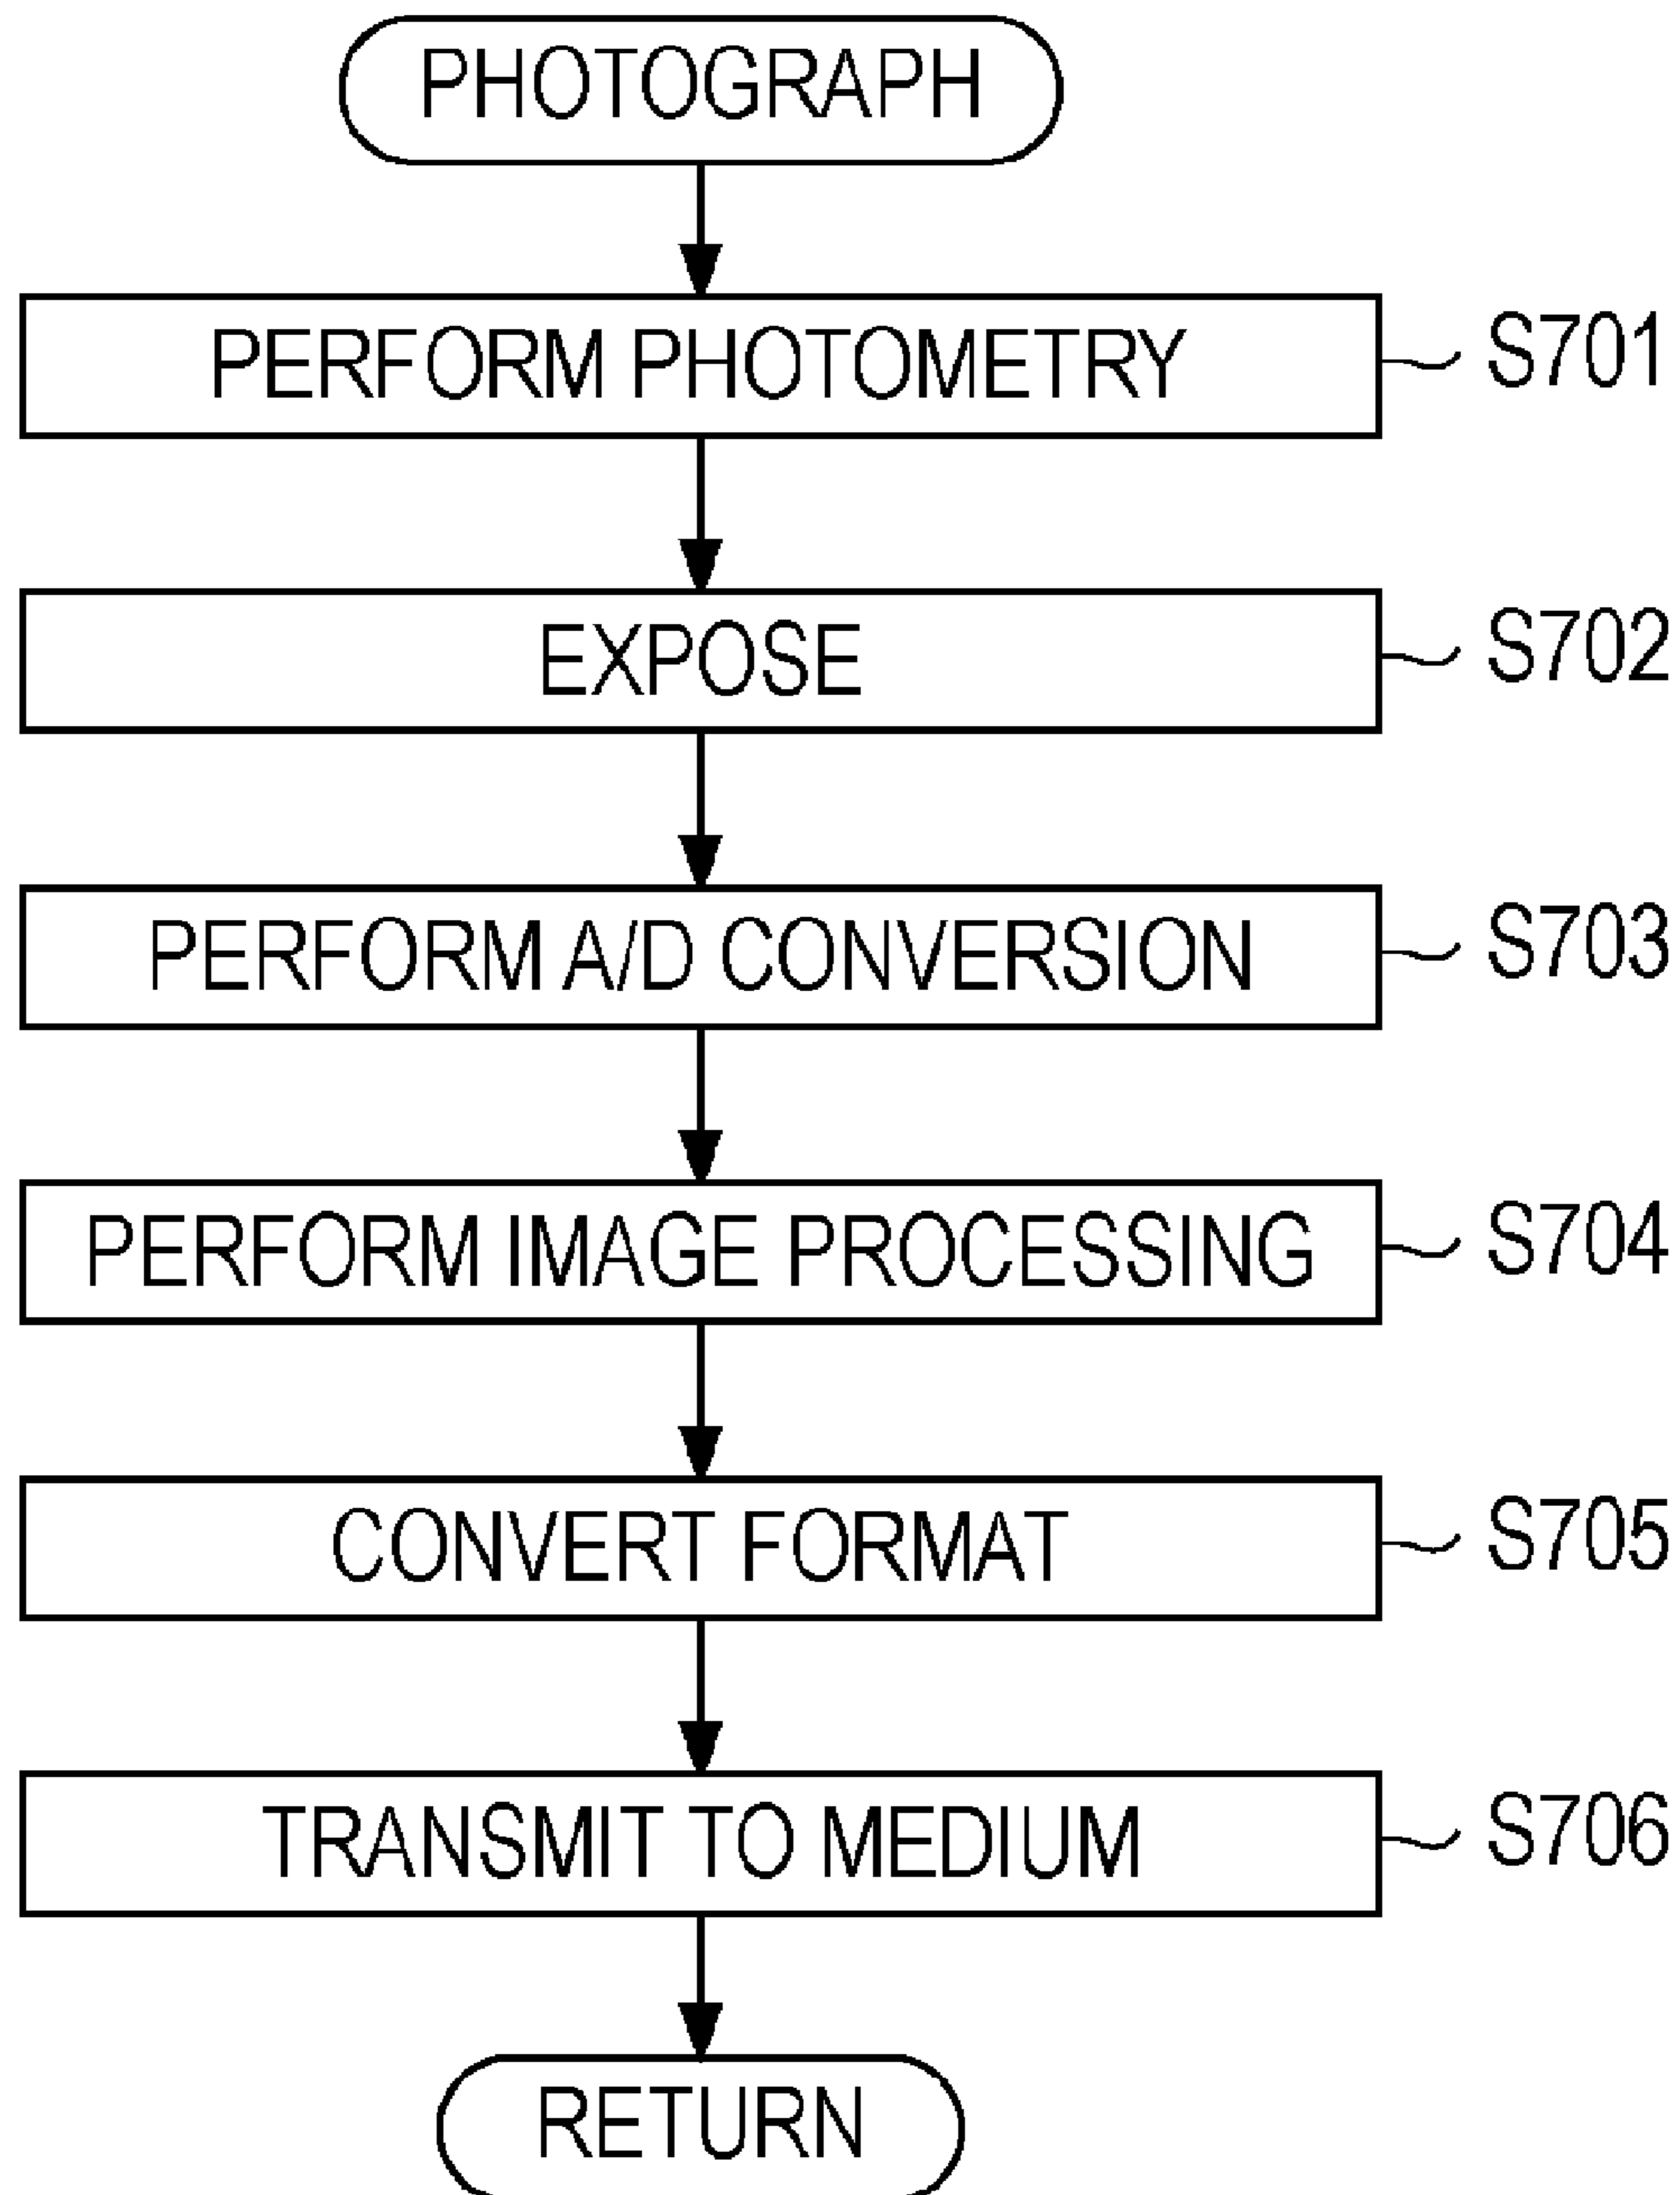 PHOTOGRAPH
PERFORM PHOTOMETRY S701
EXPOSE S702
PERFORM A/D CONVERSION S703
PERFORM IMAGE PROCESSING S704
CONVERT FORMAT S705
TRANSMIT TO MEDIUM S706
RETURN